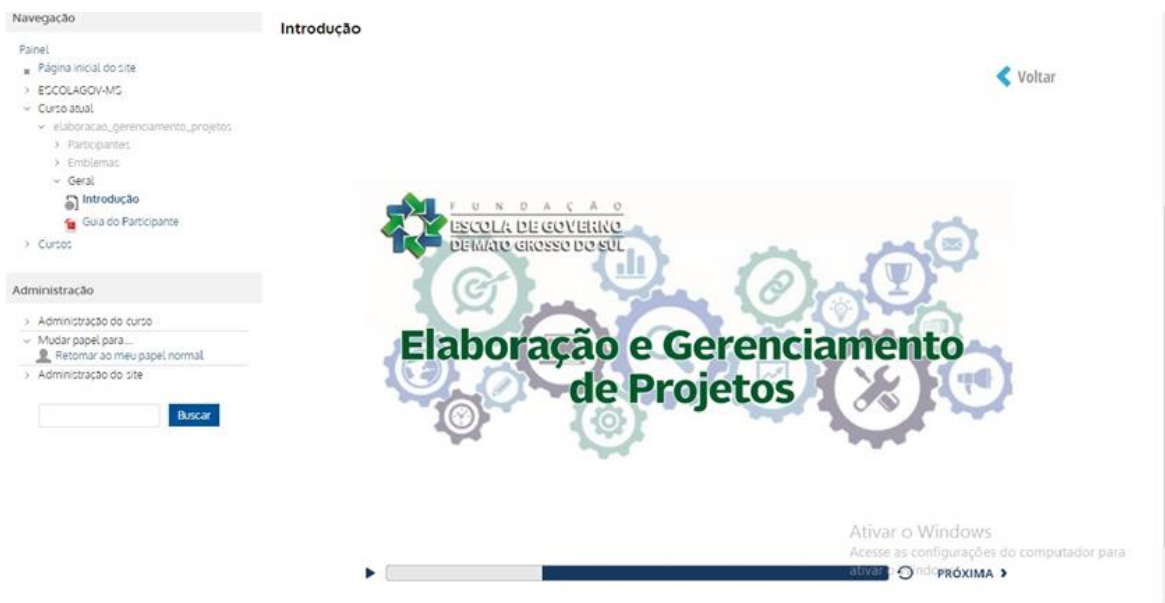 Navegação
Painel
Página inicial do site
ESCOLAGOV-MS
Curso atual
elaboracao_gerenciamento_projetos
Participantes
Emblemas
Geral
Introdução
Guia do Participante
Cursos
Administração
Administração do curso
Mudar papel para...
Retornar ao meu papel normal
Administração do site
Buscar
Introdução
Voltar
FUNDAÇÃO
ESCOLA DE GOVERNO
DE MATO GROSSO DO SUL
Elaboração e Gerenciamento
de Projetos
Ativar o Windows
Acesse as configurações do computador para
ativar o Windows.
PRÓXIMA